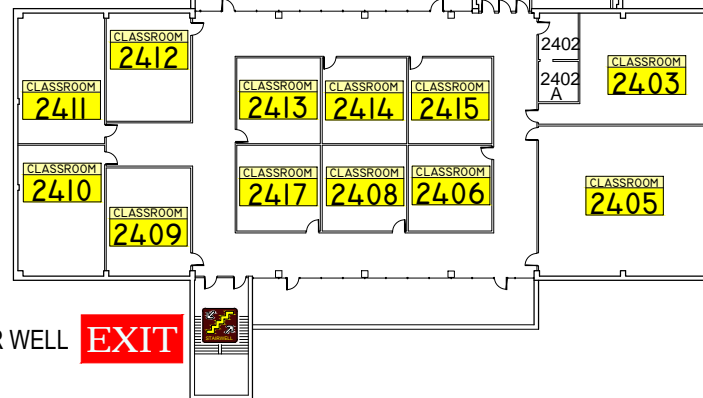 CLASSROOM
2412
2402
CLASSROOM
2403
CLASSROOM
2411
CLASSROOM
2413
CLASSROOM
2414
CLASSROOM
2415
2402
A
CLASSROOM
2410
CLASSROOM
2417
CLASSROOM
2408
CLASSROOM
2406
CLASSROOM
2405
CLASSROOM
2409
STAIRWELL
R WELL
EXIT